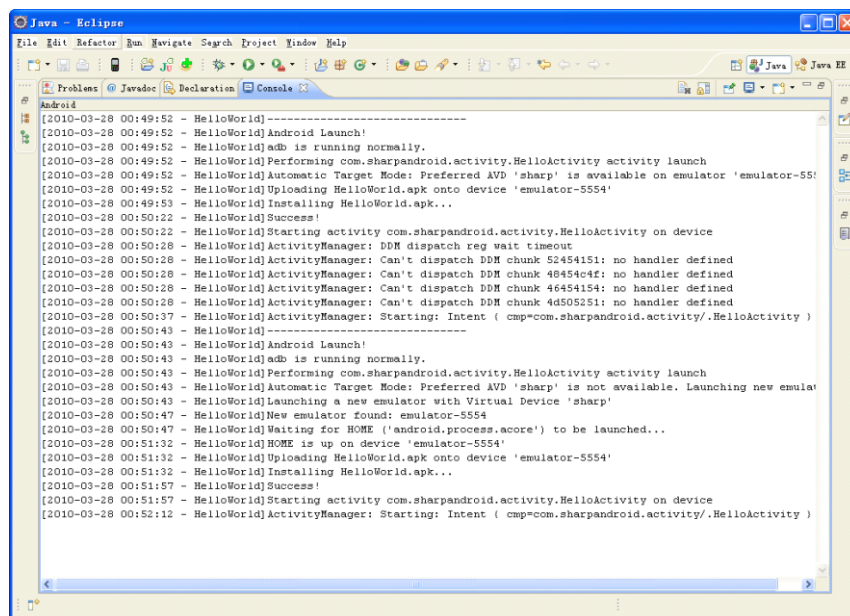 Java - Eclipse
File Edit Refactor Run Navigate Search Project Window Help
Java Java EE
Problems @ Javadoc Declaration Console
Android
[2010-03-28 00:49:52 - HelloWorld]------------------------------
[2010-03-28 00:49:52 - HelloWorld]Android Launch!
[2010-03-28 00:49:52 - HelloWorld]adb is running normally.
[2010-03-28 00:49:52 - HelloWorld]Performing com.sharpandroid.activity.HelloActivity activity launch
[2010-03-28 00:49:52 - HelloWorld]Automatic Target Mode: Preferred AVD 'sharp' is available on emulator 'emulator-55
[2010-03-28 00:49:52 - HelloWorld]Uploading HelloWorld.apk onto device 'emulator-5554'
[2010-03-28 00:49:53 - HelloWorld]Installing HelloWorld.apk...
[2010-03-28 00:50:22 - HelloWorld]Success!
[2010-03-28 00:50:22 - HelloWorld]Starting activity com.sharpandroid.activity.HelloActivity on device
[2010-03-28 00:50:28 - HelloWorld]ActivityManager: DDM dispatch reg wait timeout
[2010-03-28 00:50:28 - HelloWorld]ActivityManager: Can't dispatch DDM chunk 52454151: no handler defined
[2010-03-28 00:50:28 - HelloWorld]ActivityManager: Can't dispatch DDM chunk 48454c4f: no handler defined
[2010-03-28 00:50:28 - HelloWorld]ActivityManager: Can't dispatch DDM chunk 46454154: no handler defined
[2010-03-28 00:50:28 - HelloWorld]ActivityManager: Can't dispatch DDM chunk 4d505251: no handler defined
[2010-03-28 00:50:37 - HelloWorld]ActivityManager: Starting: Intent { cmp=com.sharpandroid.activity/.HelloActivity }
[2010-03-28 00:50:43 - HelloWorld]------------------------------
[2010-03-28 00:50:43 - HelloWorld]Android Launch!
[2010-03-28 00:50:43 - HelloWorld]adb is running normally.
[2010-03-28 00:50:43 - HelloWorld]Performing com.sharpandroid.activity.HelloActivity activity launch
[2010-03-28 00:50:43 - HelloWorld]Automatic Target Mode: Preferred AVD 'sharp' is not available. Launching new emula
[2010-03-28 00:50:43 - HelloWorld]Launching a new emulator with Virtual Device 'sharp'
[2010-03-28 00:50:47 - HelloWorld]New emulator found: emulator-5554
[2010-03-28 00:50:47 - HelloWorld]Waiting for HOME ('android.process.acore') to be launched...
[2010-03-28 00:51:32 - HelloWorld]HOME is up on device 'emulator-5554'
[2010-03-28 00:51:32 - HelloWorld]Uploading HelloWorld.apk onto device 'emulator-5554'
[2010-03-28 00:51:32 - HelloWorld]Installing HelloWorld.apk...
[2010-03-28 00:51:57 - HelloWorld]Success!
[2010-03-28 00:51:57 - HelloWorld]Starting activity com.sharpandroid.activity.HelloActivity on device
[2010-03-28 00:52:12 - HelloWorld]ActivityManager: Starting: Intent { cmp=com.sharpandroid.activity/.HelloActivity }